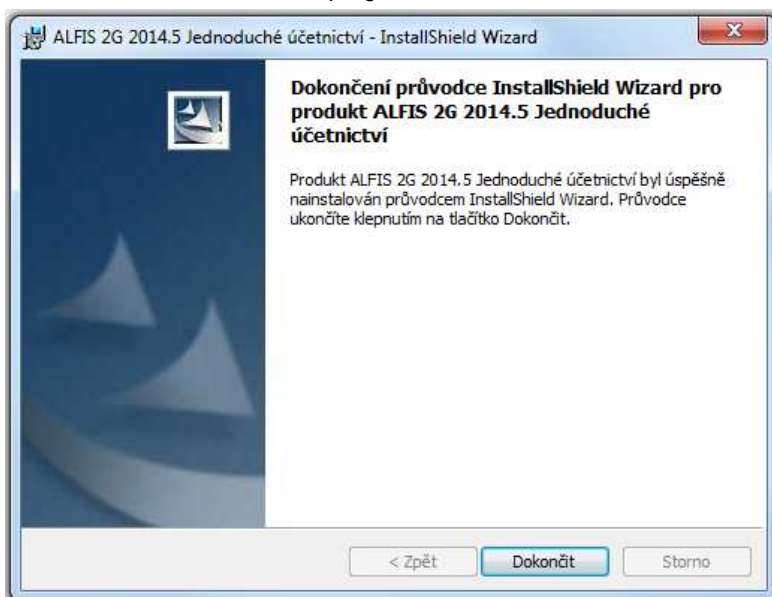 ALFIS 2G 2014.5 Jednoduché účetnictví - InstallShield Wizard
Dokončení průvodce InstallShield Wizard pro
produkt ALFIS 2G 2014.5 Jednoduché
účetnictví
Produkt ALFIS 2G 2014.5 Jednoduché účetnictví byl úspěšně
nainstalován průvodcem InstallShield Wizard. Průvodce
ukončíte klepnutím na tlačítko Dokončit.
< Zpět
Dokončit
Storno